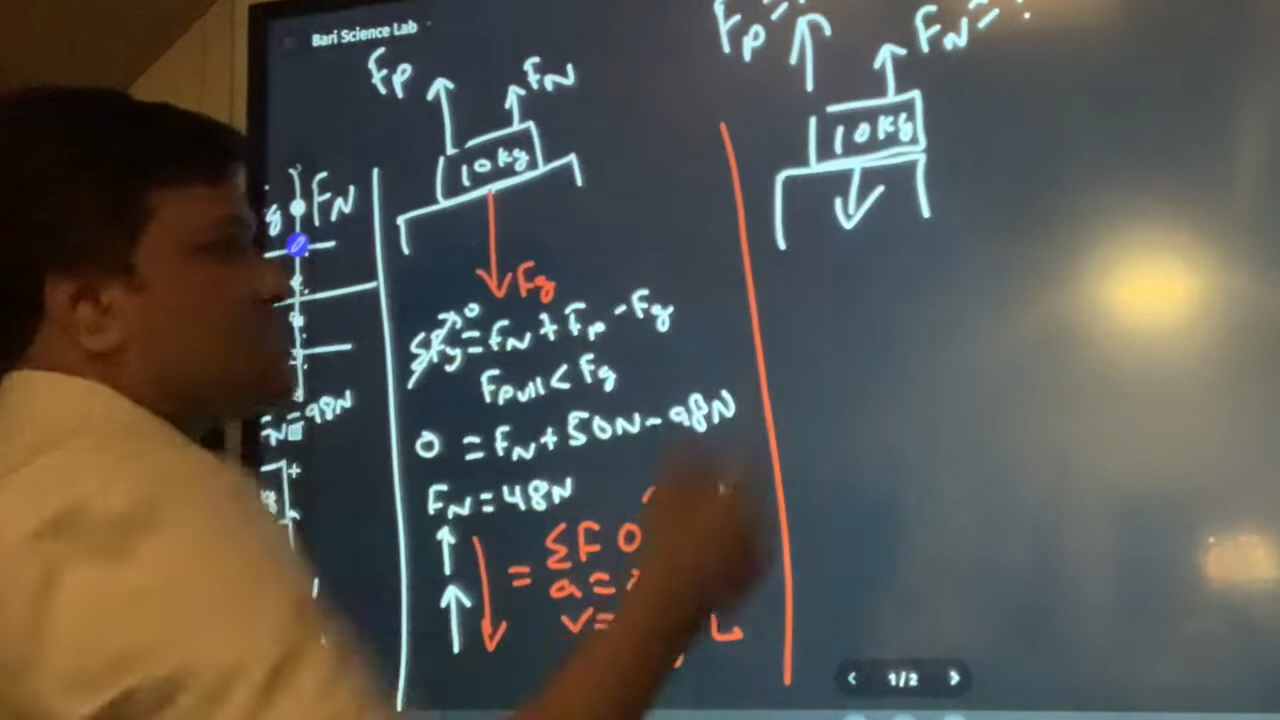 Bari Science Lab
Fp
FN
10kg
Fg
ΣFy = FN + Fp - Fg
0
Fpull < Fg
0 = FN + 50N - 98N
FN = 48N
= ΣF 0
a =
v =
g FN
= 98N
Fp = ?
FN = ?
10kg
1/2